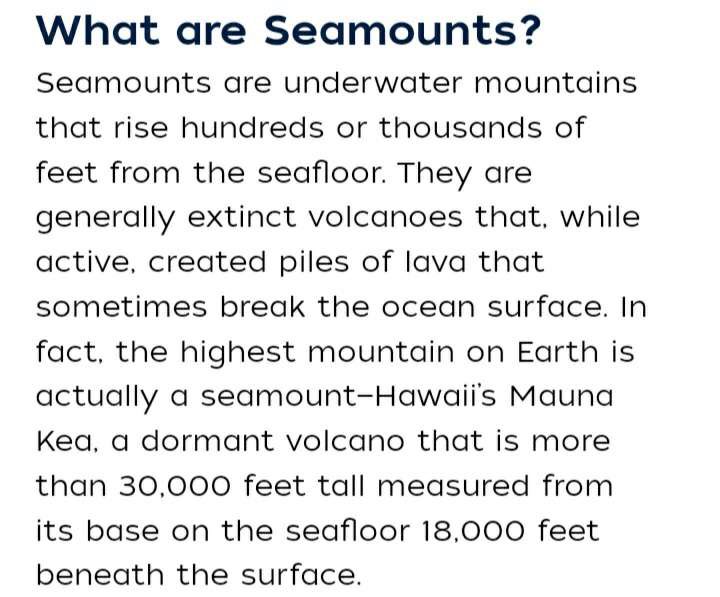 What are Seamounts?
Seamounts are underwater mountains
that rise hundreds or thousands of
feet from the seafloor. They are
generally extinct volcanoes that, while
active, created piles of lava that
sometimes break the ocean surface. In
fact, the highest mountain on Earth is
actually a seamount–Hawaii's Mauna
Kea, a dormant volcano that is more
than 30,000 feet tall measured from
its base on the seafloor 18,000 feet
beneath the surface.